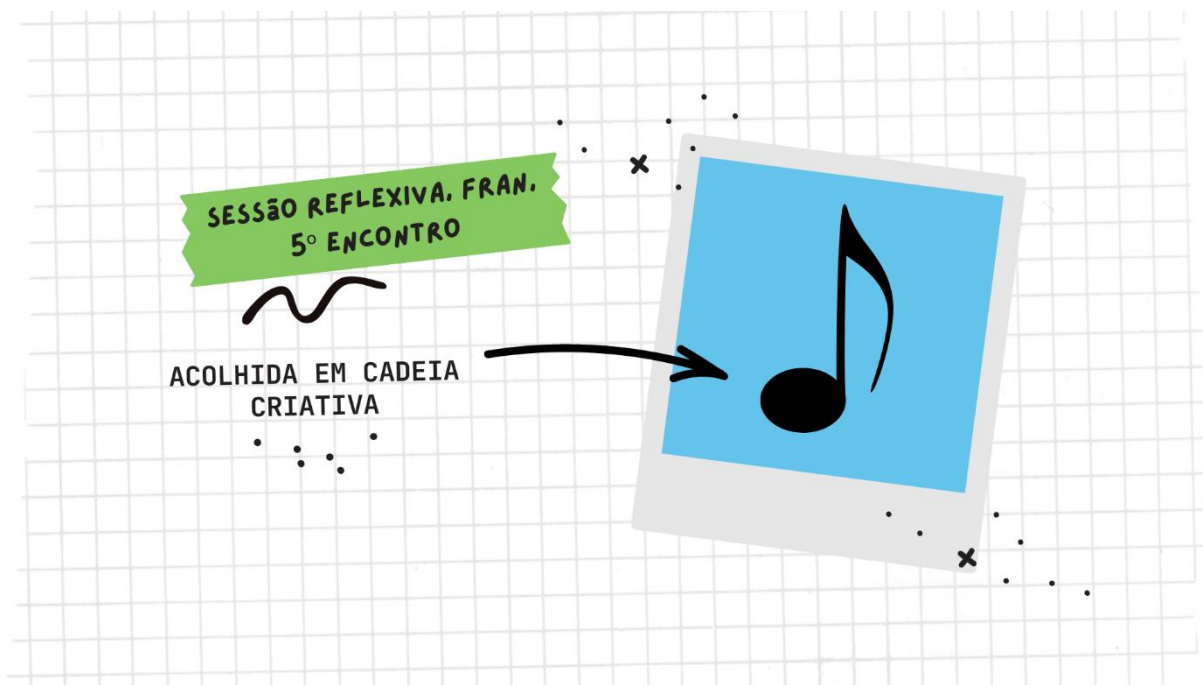 SESSãO REFLEXIVA. FRAN.
5º ENCONTRO
ACOLHIDA EM CADEIA
CRIATIVA